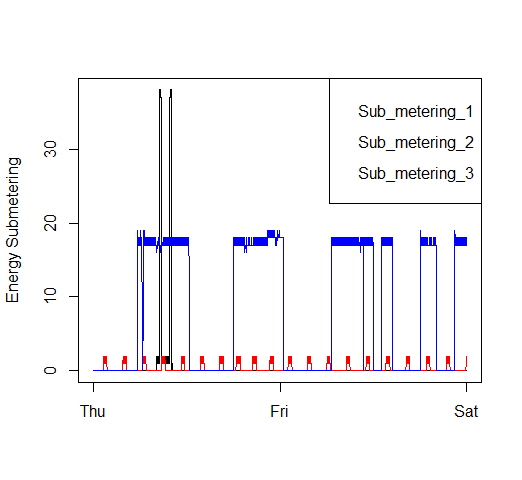 Sub_metering_1
Sub_metering_2
Sub_metering_3
Energy Submetering
30
20
10
0
Thu
Fri
Sat